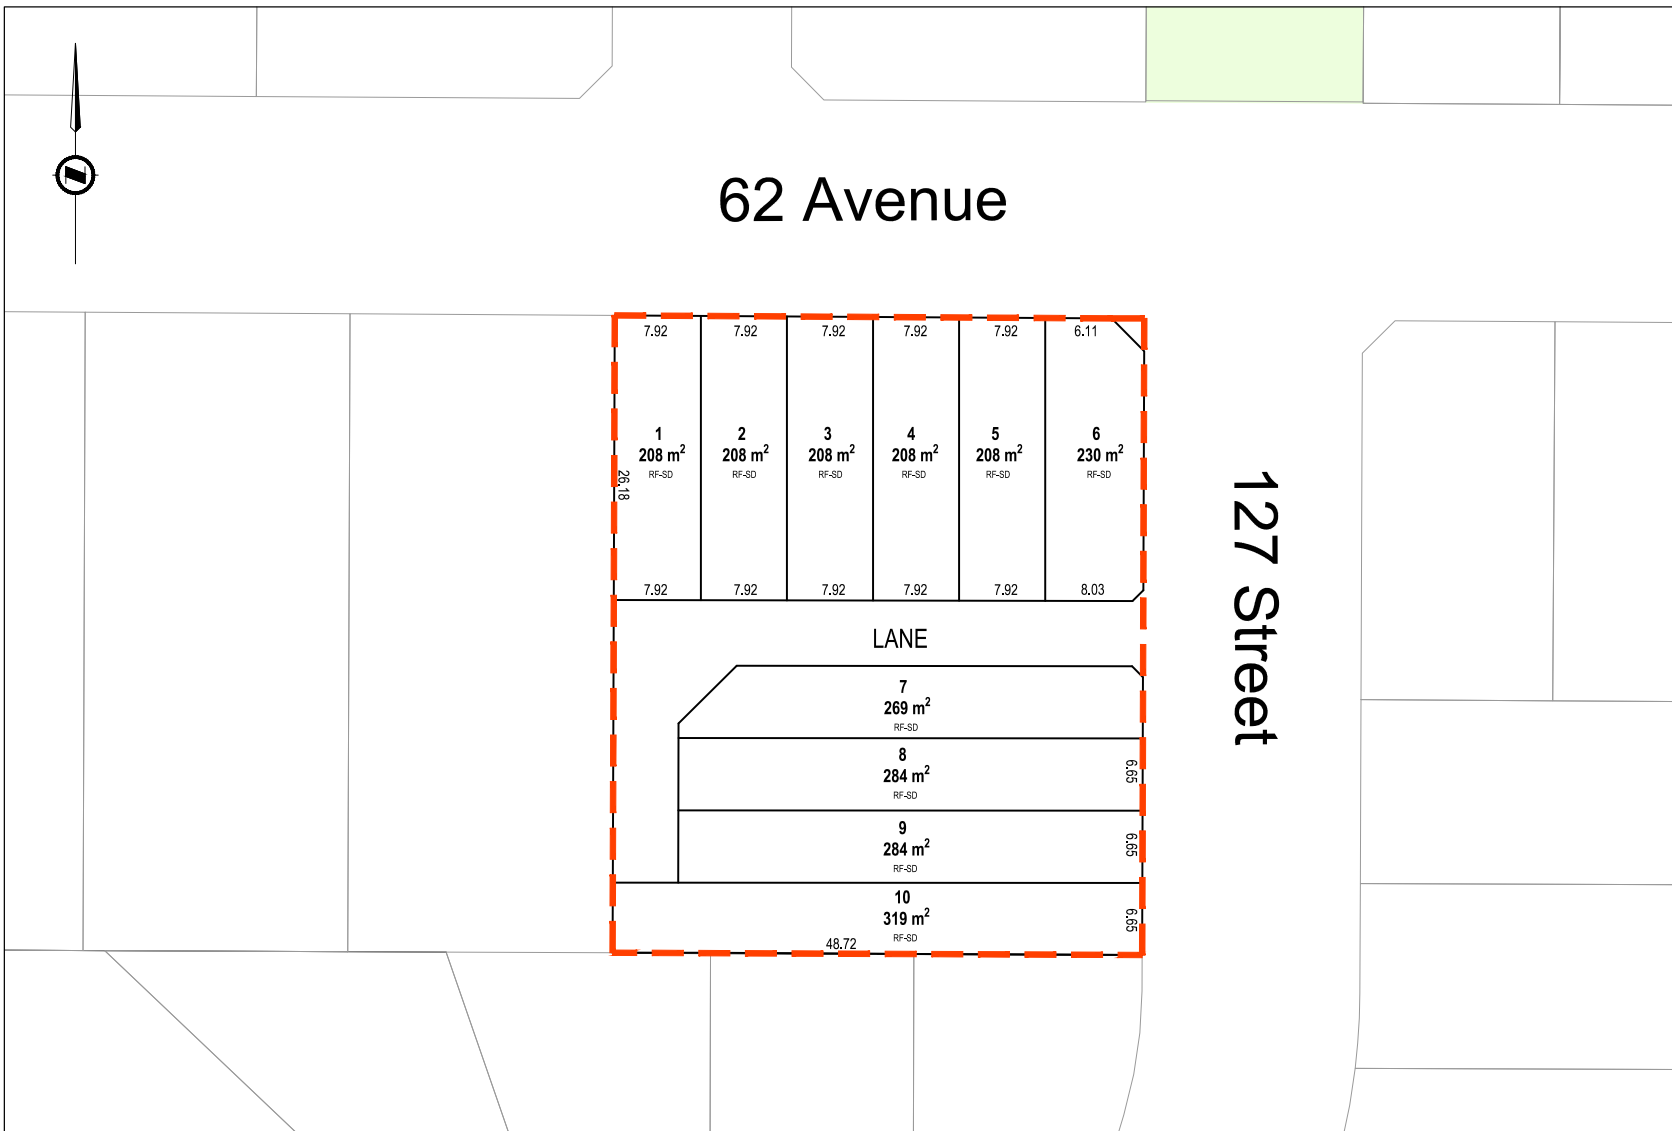 62 Avenue
7.92 7.92 7.92 7.92 7.92 6.11
1
208 m²
RF-SD
2
208 m²
RF-SD
3
208 m²
RF-SD
4
208 m²
RF-SD
5
208 m²
RF-SD
6
230 m²
RF-SD
26.18
7.92 7.92 7.92 7.92 7.92 8.03
127 Street
LANE
7
269 m²
RF-SD
8
284 m²
RF-SD
6.65
9
284 m²
RF-SD
6.65
10
319 m²
RF-SD
6.65
48.72